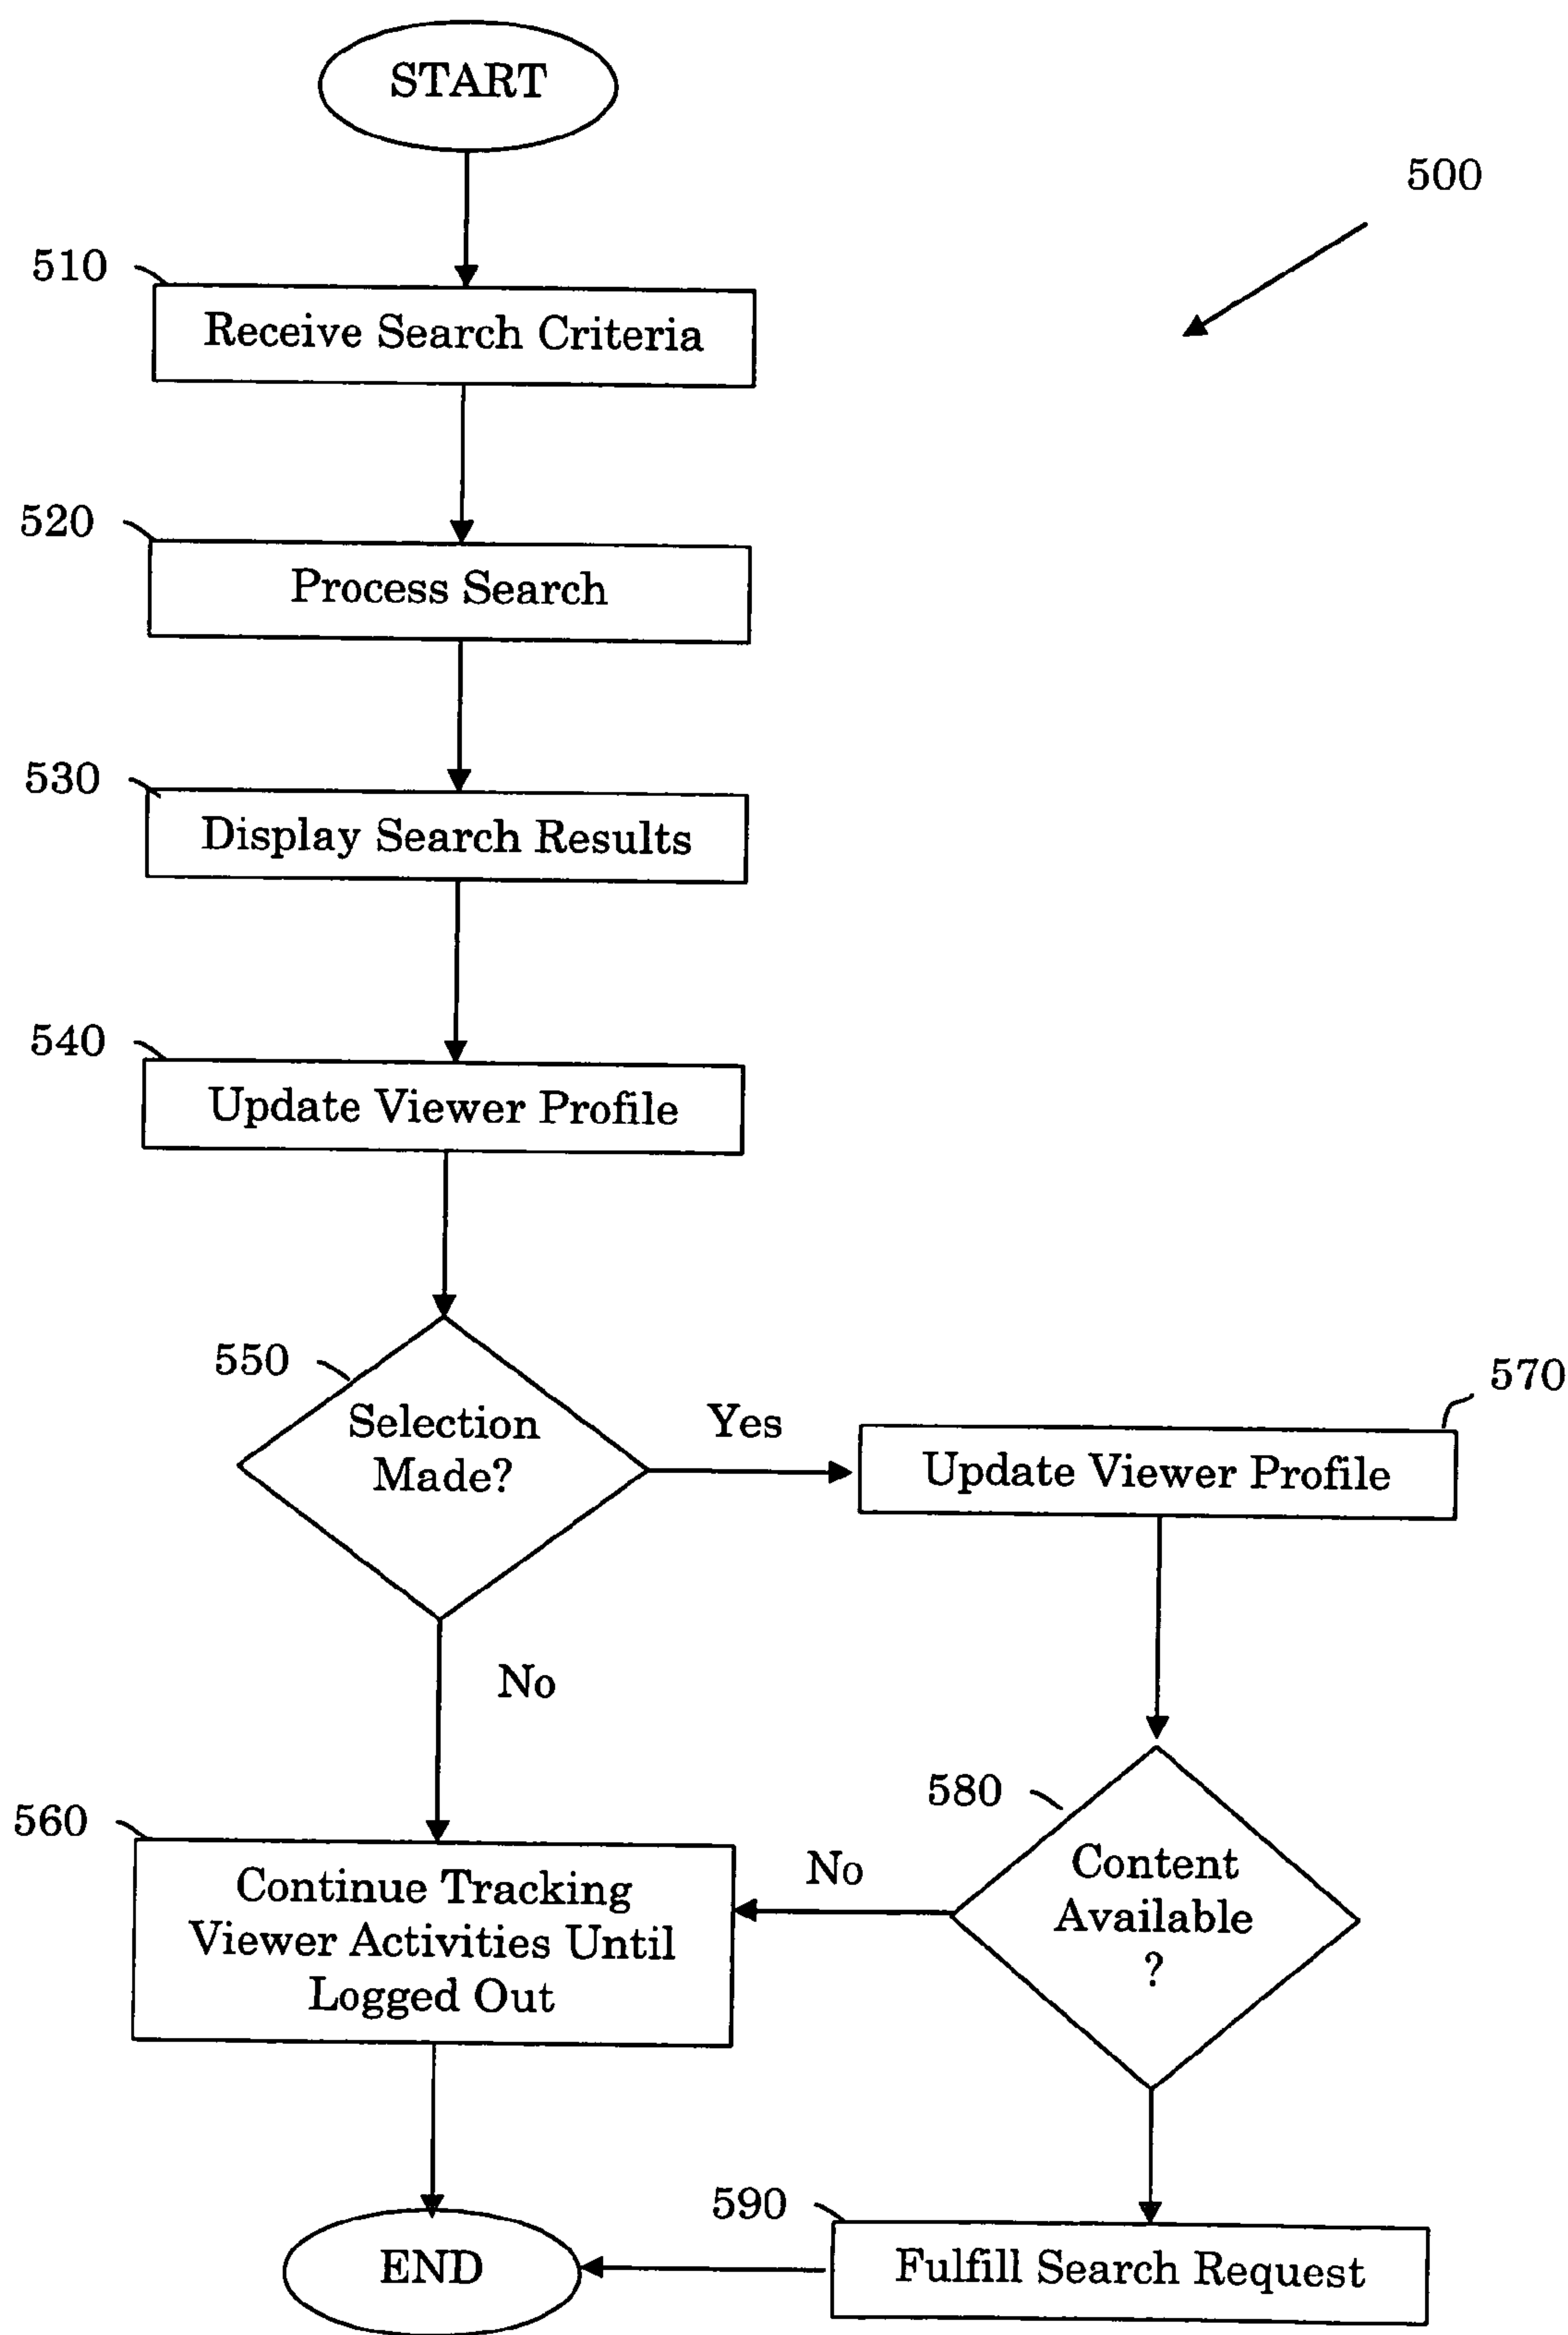 START
500
510
Receive Search Criteria
520
Process Search
530
Display Search Results
540
Update Viewer Profile
550
Selection
Made?
Yes
570
Update Viewer Profile
No
580
Content
Available
?
No
560
Continue Tracking
Viewer Activities Until
Logged Out
590
Fulfill Search Request
END